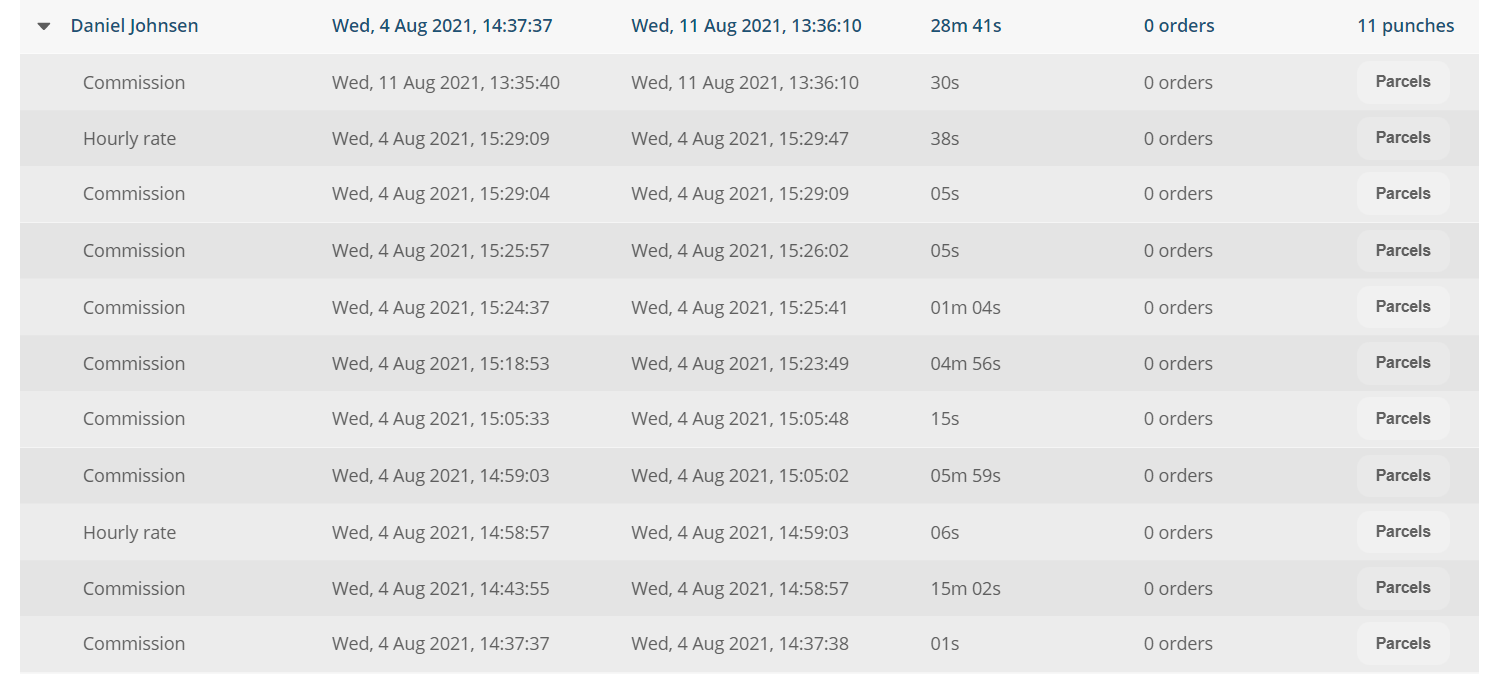 Daniel Johnsen Wed, 4 Aug 2021, 14:37:37 Wed, 11 Aug 2021, 13:36:10 28m 41s 0 orders 11 punches
Commission Wed, 11 Aug 2021, 13:35:40 Wed, 11 Aug 2021, 13:36:10 30s 0 orders Parcels
Hourly rate Wed, 4 Aug 2021, 15:29:09 Wed, 4 Aug 2021, 15:29:47 38s 0 orders Parcels
Commission Wed, 4 Aug 2021, 15:29:04 Wed, 4 Aug 2021, 15:29:09 05s 0 orders Parcels
Commission Wed, 4 Aug 2021, 15:25:57 Wed, 4 Aug 2021, 15:26:02 05s 0 orders Parcels
Commission Wed, 4 Aug 2021, 15:24:37 Wed, 4 Aug 2021, 15:25:41 01m 04s 0 orders Parcels
Commission Wed, 4 Aug 2021, 15:18:53 Wed, 4 Aug 2021, 15:23:49 04m 56s 0 orders Parcels
Commission Wed, 4 Aug 2021, 15:05:33 Wed, 4 Aug 2021, 15:05:48 15s 0 orders Parcels
Commission Wed, 4 Aug 2021, 14:59:03 Wed, 4 Aug 2021, 15:05:02 05m 59s 0 orders Parcels
Hourly rate Wed, 4 Aug 2021, 14:58:57 Wed, 4 Aug 2021, 14:59:03 06s 0 orders Parcels
Commission Wed, 4 Aug 2021, 14:43:55 Wed, 4 Aug 2021, 14:58:57 15m 02s 0 orders Parcels
Commission Wed, 4 Aug 2021, 14:37:37 Wed, 4 Aug 2021, 14:37:38 01s 0 orders Parcels